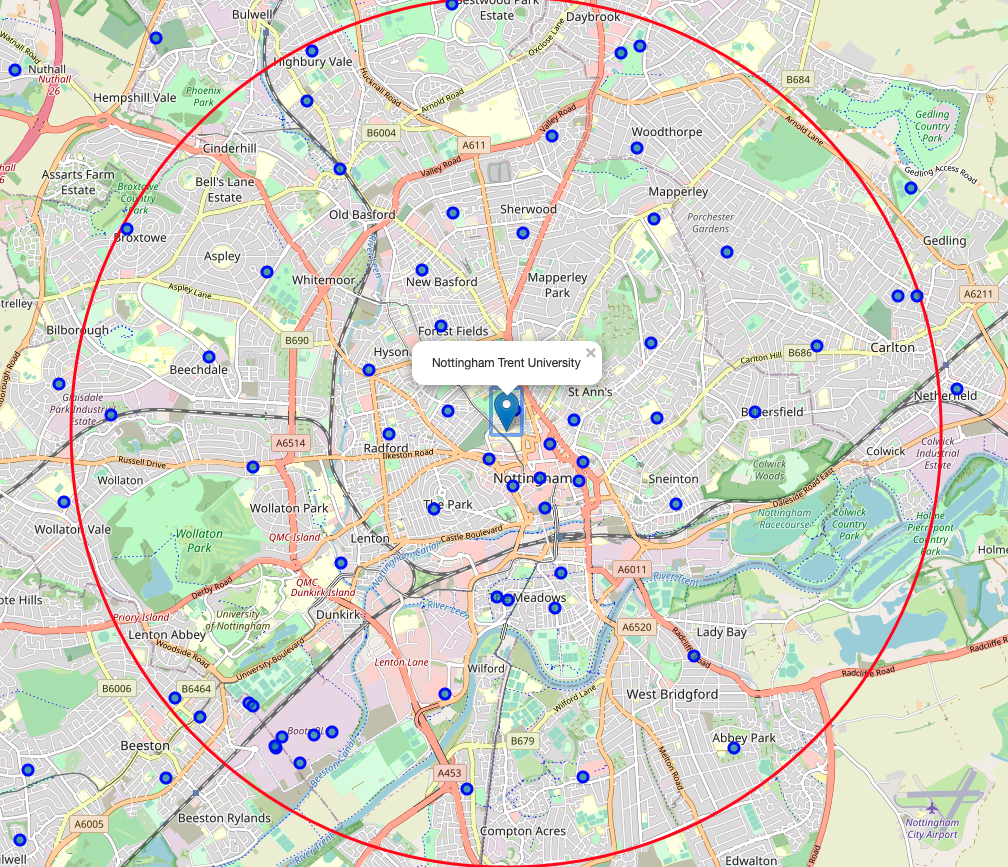 Bestwood Park
Estate
Bulwell
Daybrook
Watnall Road
Oxclose Lane
Highbury Vale
Nuthall
Nuthall
26
Hucknall Road
B684
Hempshill Vale
Phoenix
Park
Arnold Road
Valley Road
Gedling
Country
Park
Arnold Lane
B6004
Woodthorpe
A611
Cinderhill
Valley Road
Assarts Farm
Estate
Bell's Lane
Estate
Gedling Access Road
Broxtowe
Country
Park
Mapperley
Old Basford
Sherwood
Porchester
Gardens
Broxtowe
Gedling
Aspley
Whitemoor
New Basford
Mapperley
Park
Aspley Lane
A6211
Bilborough
Forest Fields
B690
Hyson
Carlton Hill
B686
Carlton
Beechdale
Nottingham Trent University
×
St Ann's
Glaisdale
Park Industrial
Estate
Netherfield
Bakersfield
A6514
Radford
Ilkeston Road
Colwick
Colwick
Industrial
Estate
Russell Drive
Wollaton
Colwick
Woods
Nottingham
Sneinton
Daleside Road East
Wollaton Park
The Park
Nottingham
Racecourse
Colwick
Country
Park
Holme
Pierrepont
Country
Park
Wollaton Vale
Wollaton
Park
QMC Island
Lenton
Castle Boulevard
Nottingham Canal
Holme
A6011
River Trent
Derby Road
QMC
Dunkirk Island
Meadows
River Leen
Priory Island
University
of Nottingham
Dunkirk
A6520
Lady Bay
Lenton Abbey
Woodside Road
Radcliffe Road
Radcliffe Road
University Boulevard
Lenton Lane
Wilford
B6006
B6464
Wilford Lane
West Bridgford
Beeston
B679
Abbey Park
Beeston Canal
Melton Road
A453
Nottingham
City Airport
A6005
Beeston Rylands
Compton Acres
Edwalton